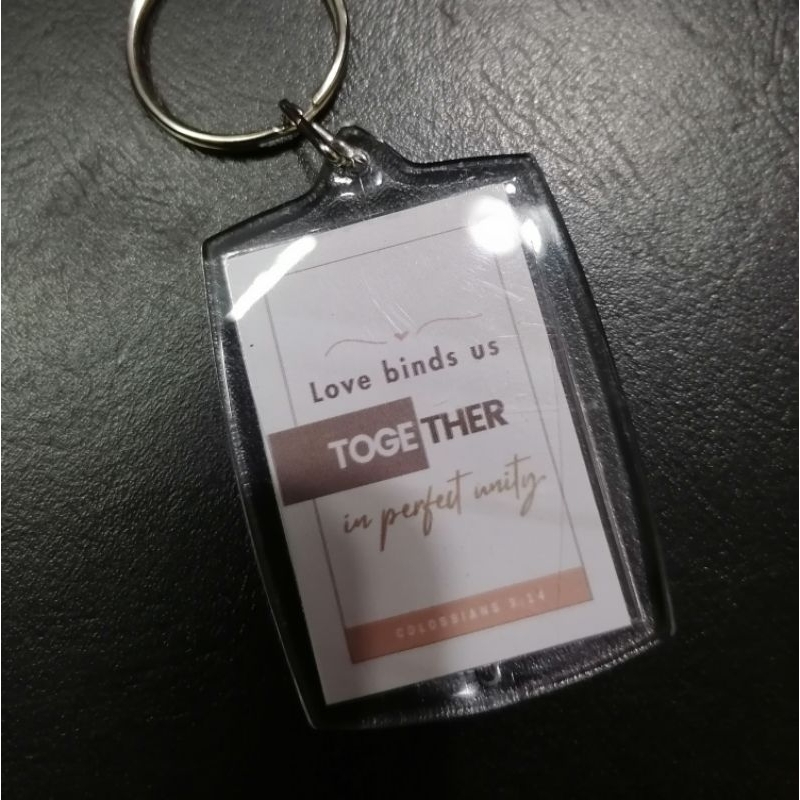 Love binds us
TOGETHER
in perfect unity
COLOSSIANS 3:14